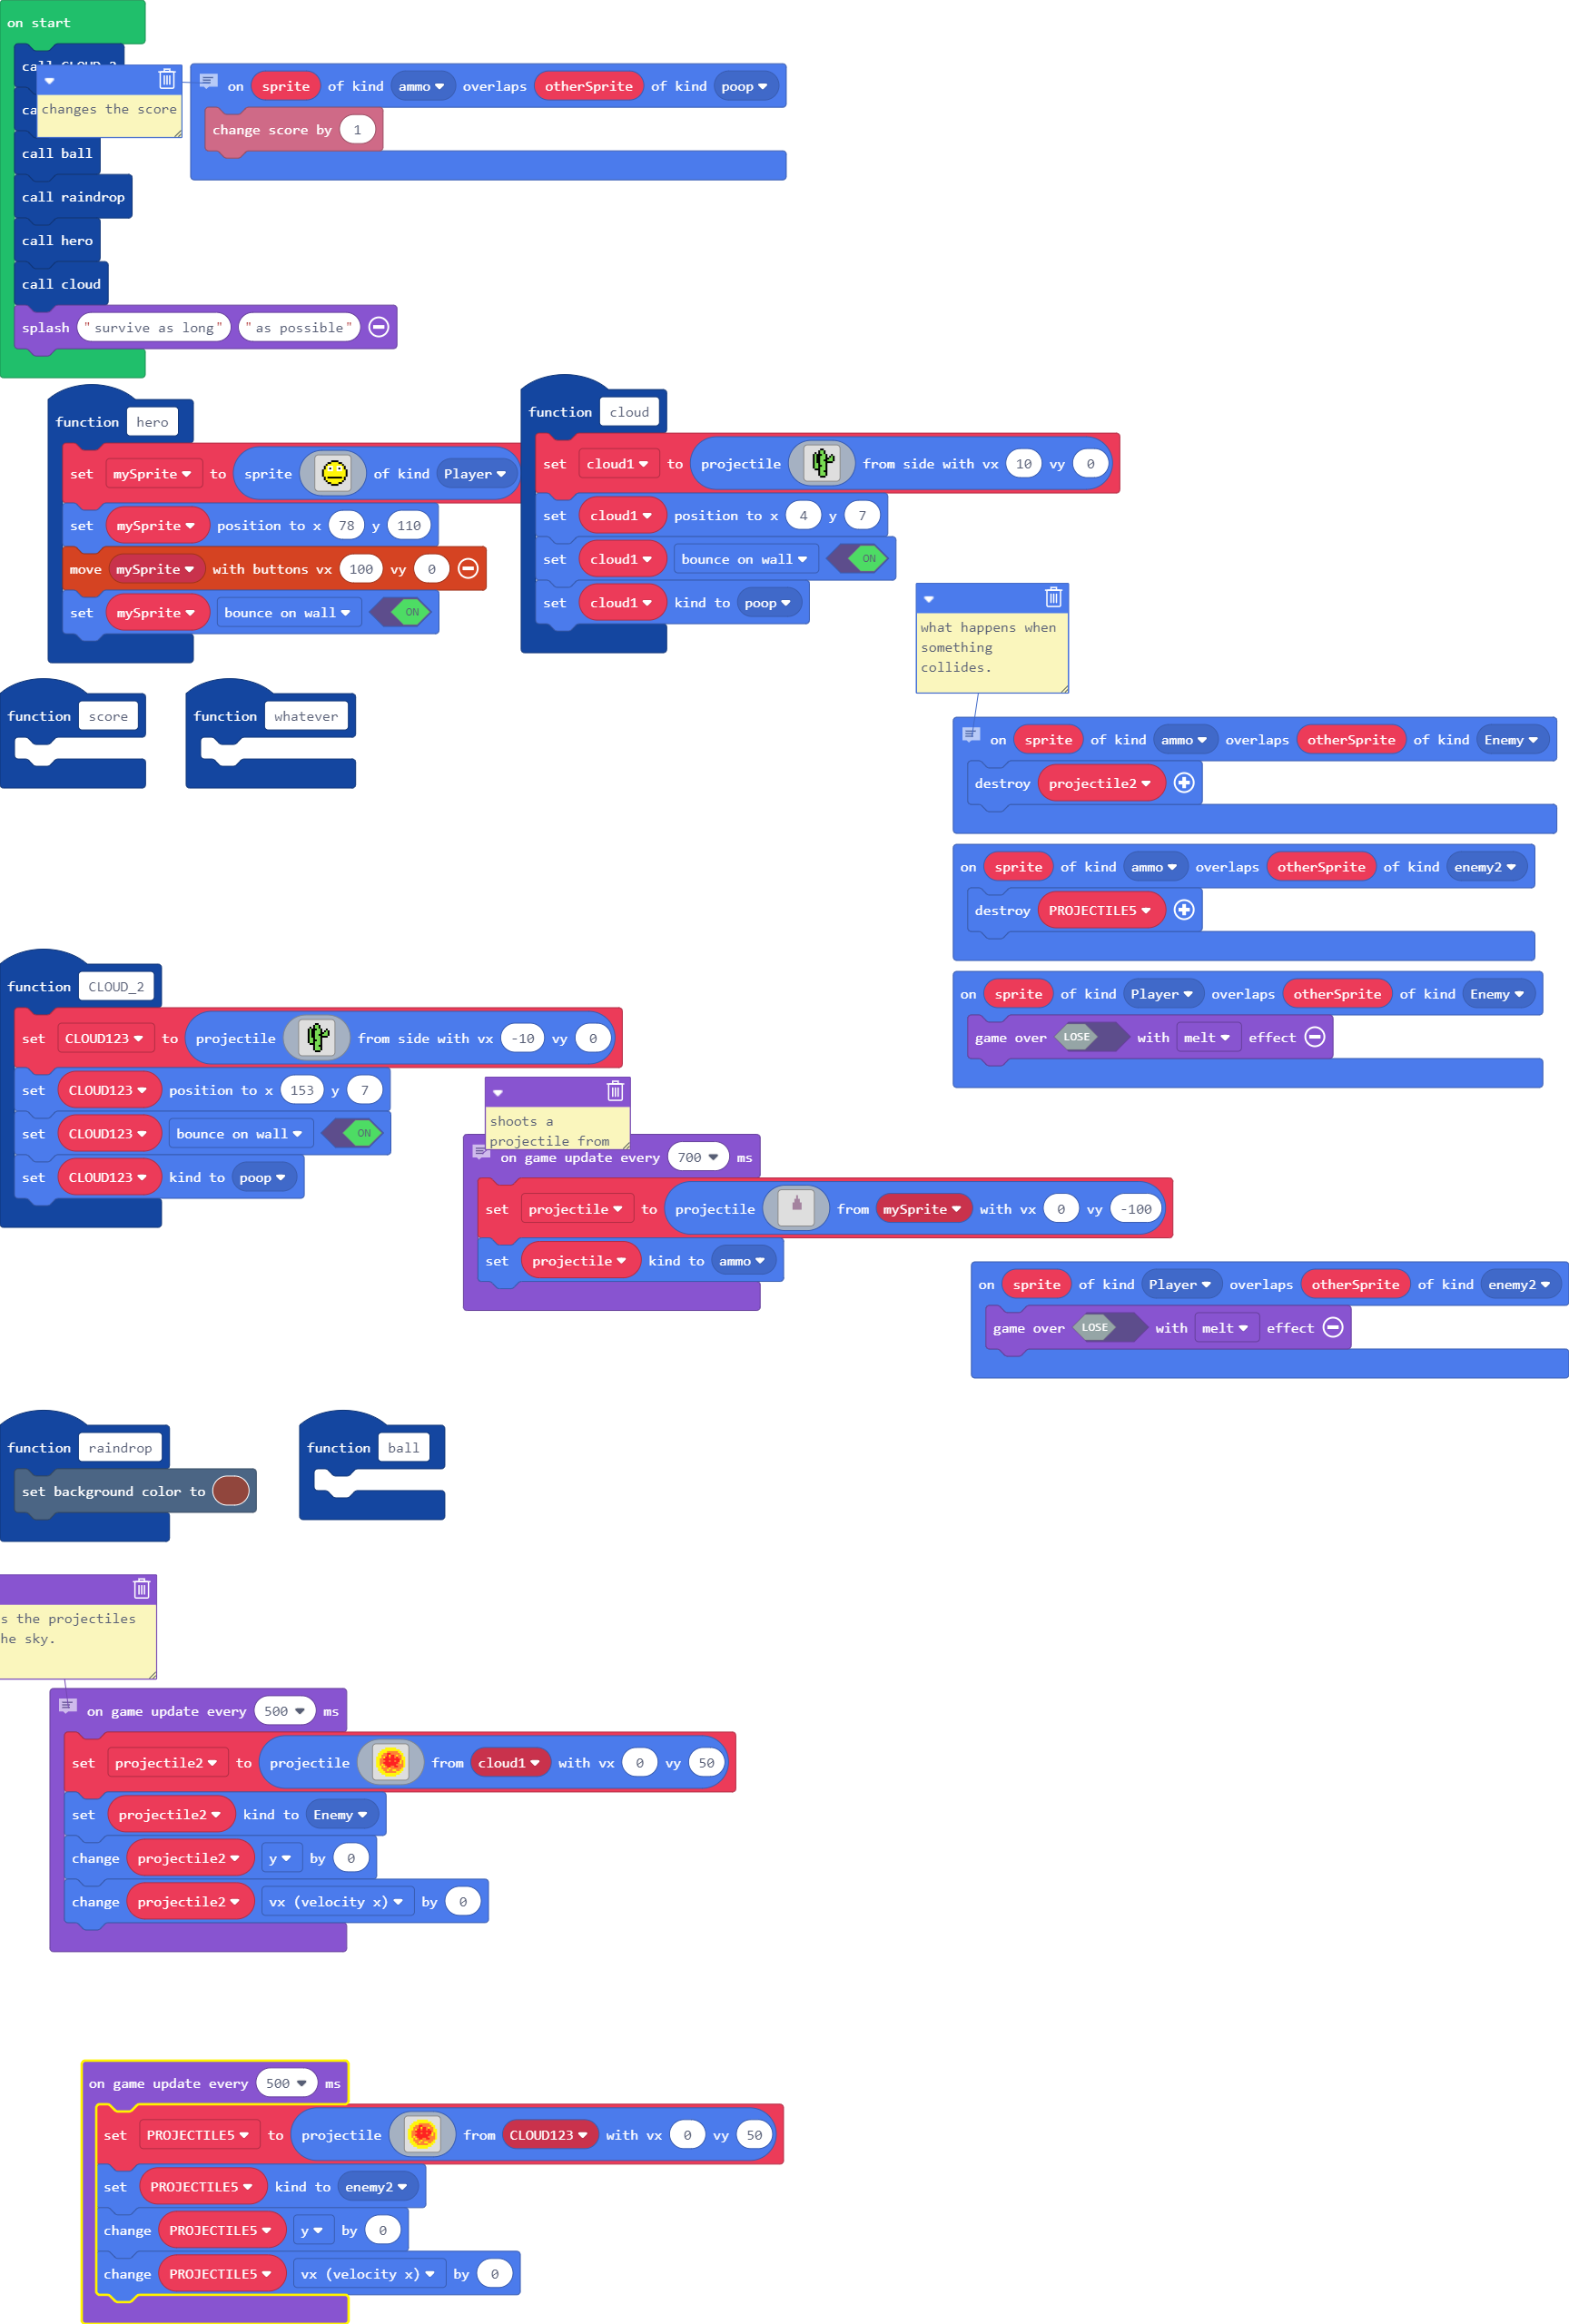 on start
call CLOUD_2
ca
call ball
call raindrop
call hero
call cloud
splash "survive as long" "as possible"
changes the score
on sprite of kind ammo overlaps otherSprite of kind poop
change score by 1
function hero
set mySprite to sprite of kind Player
set mySprite position to x 78 y 110
move mySprite with buttons vx 100 vy 0
set mySprite bounce on wall ON
function cloud
set cloud1 to projectile from side with vx 10 vy 0
set cloud1 position to x 4 y 7
set cloud1 bounce on wall ON
set cloud1 kind to poop
what happens when
something
collides.
function score
function whatever
on sprite of kind ammo overlaps otherSprite of kind Enemy
destroy projectile2
on sprite of kind ammo overlaps otherSprite of kind enemy2
destroy PROJECTILE5
on sprite of kind Player overlaps otherSprite of kind Enemy
game over LOSE with melt effect
function CLOUD_2
set CLOUD123 to projectile from side with vx -10 vy 0
set CLOUD123 position to x 153 y 7
set CLOUD123 bounce on wall ON
set CLOUD123 kind to poop
shoots a
projectile from
on game update every 700 ms
set projectile to projectile from mySprite with vx 0 vy -100
set projectile kind to ammo
on sprite of kind Player overlaps otherSprite of kind enemy2
game over LOSE with melt effect
function raindrop
set background color to
function ball
s the projectiles
he sky.
on game update every 500 ms
set projectile2 to projectile from cloud1 with vx 0 vy 50
set projectile2 kind to Enemy
change projectile2 y by 0
change projectile2 vx (velocity x) by 0
on game update every 500 ms
set PROJECTILE5 to projectile from CLOUD123 with vx 0 vy 50
set PROJECTILE5 kind to enemy2
change PROJECTILE5 y by 0
change PROJECTILE5 vx (velocity x) by 0